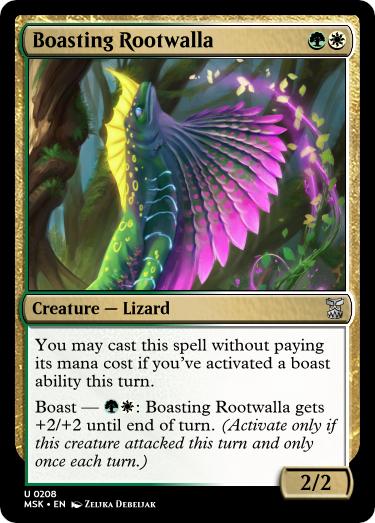 Boasting Rootwalla
Creature — Lizard
You may cast this spell without paying
its mana cost if you've activated a boast
ability this turn.
Boast — : Boasting Rootwalla gets
+2/+2 until end of turn. (Activate only if
this creature attacked this turn and only
once each turn.)
2/2
U 0208
MSK • EN Zeljka Debeljak